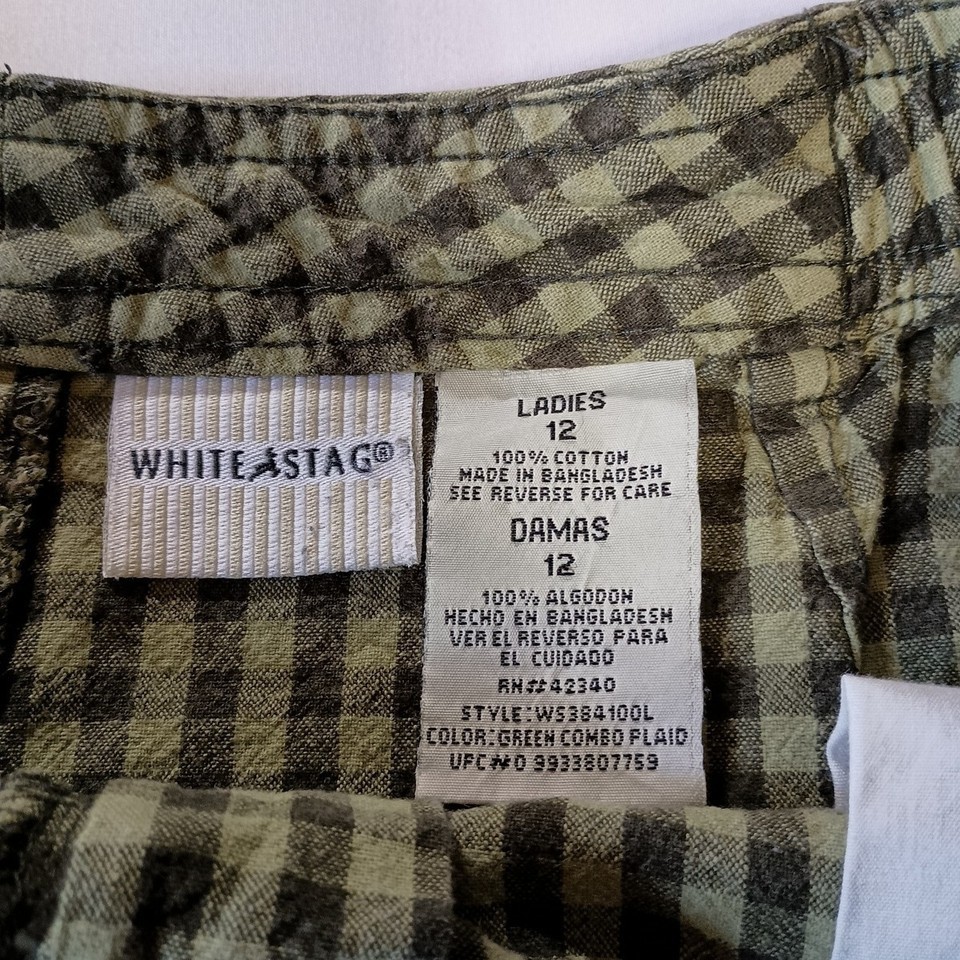 WHITE STAG®
LADIES
12
100% COTTON
MADE IN BANGLADESH
SEE REVERSE FOR CARE
DAMAS
12
100% ALGODON
HECHO EN BANGLADESH
VER EL REVERSO PARA
EL CUIDADO
RN#42340
STYLE:WS384100L
COLOR:GREEN COMBO PLAID
UPC#0 9933807759